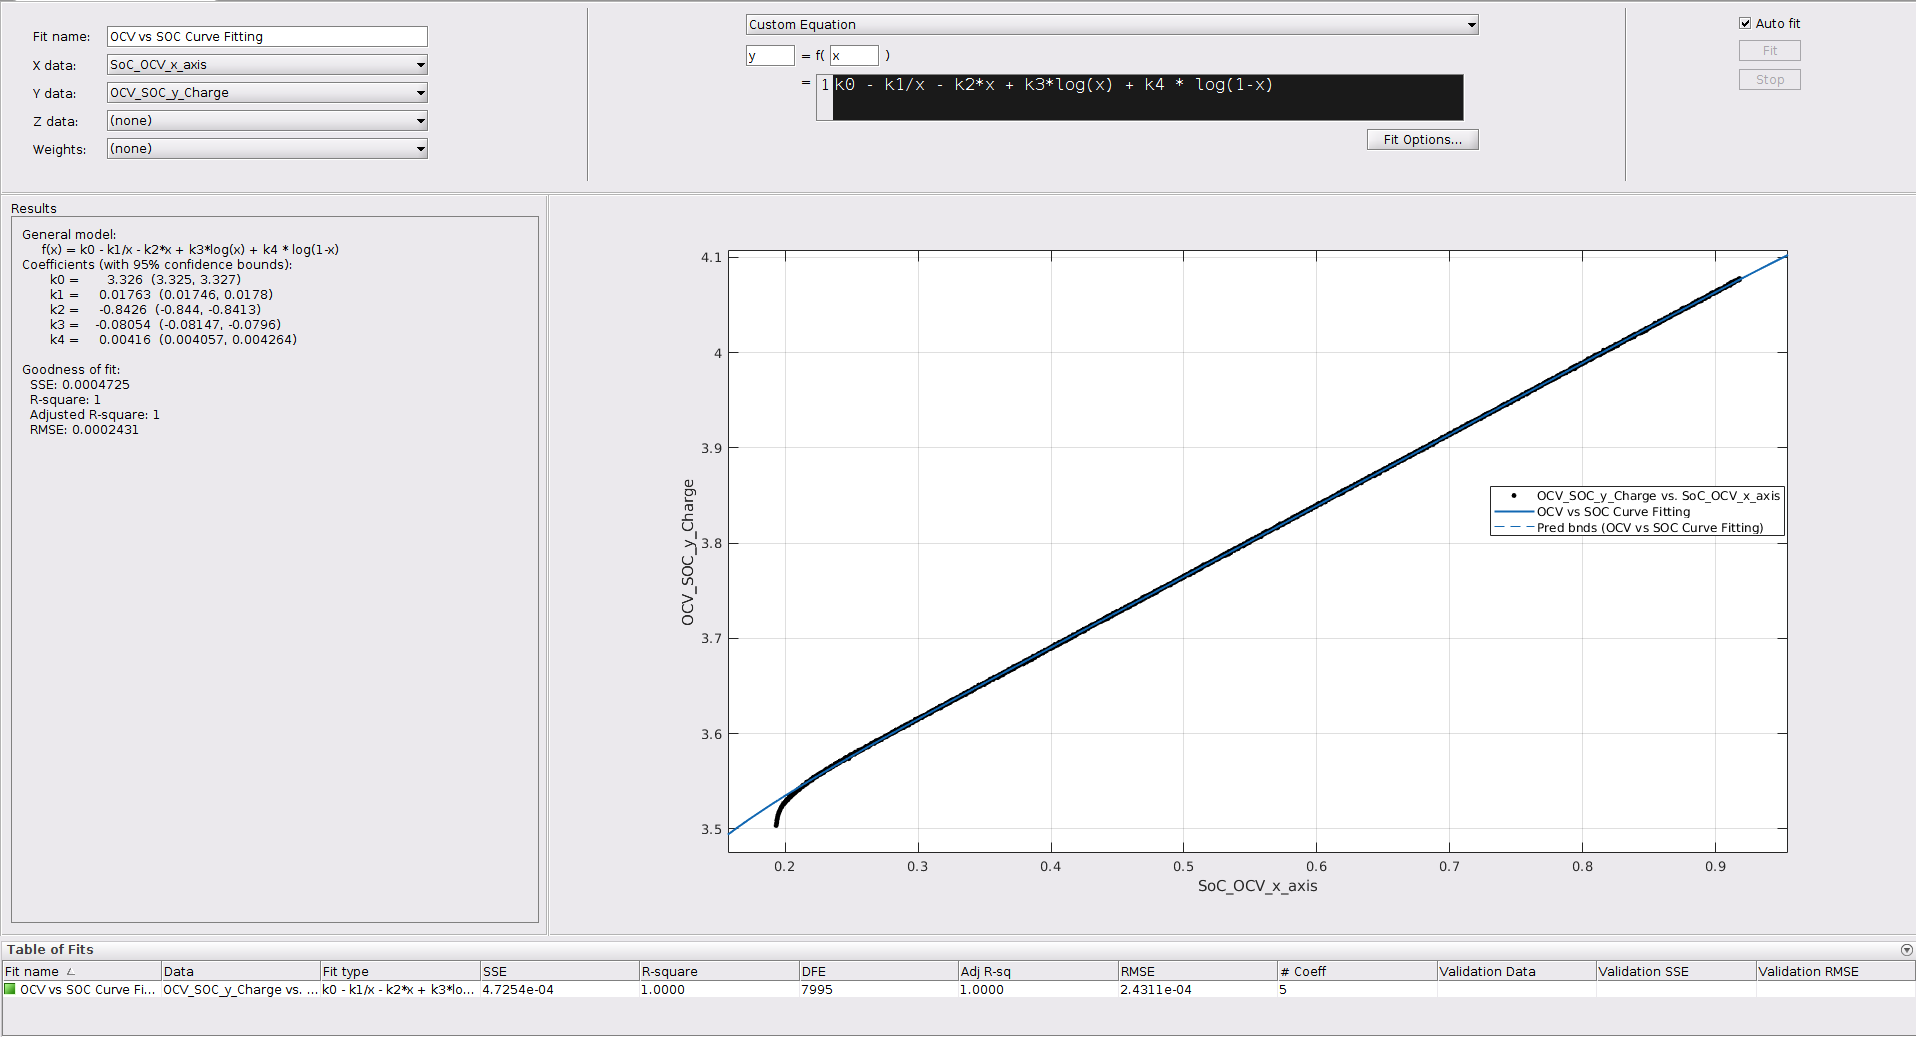 Fit name: OCV vs SOC Curve Fitting
X data: SoC_OCV_x_axis
Y data: OCV_SOC_y_Charge
Z data: (none)
Weights: (none)
Custom Equation
y = f( x )
= 1 k0 - k1/x - k2*x + k3*log(x) + k4 * log(1-x)
Fit Options...
Auto fit
Fit
Stop
Results
General model:
f(x) = k0 - k1/x - k2*x + k3*log(x) + k4 * log(1-x)
Coefficients (with 95% confidence bounds):
k0 = 3.326 (3.325, 3.327)
k1 = 0.01763 (0.01746, 0.0178)
k2 = -0.8426 (-0.844, -0.8413)
k3 = -0.08054 (-0.08147, -0.0796)
k4 = 0.00416 (0.004057, 0.004264)
Goodness of fit:
SSE: 0.0004725
R-square: 1
Adjusted R-square: 1
RMSE: 0.0002431
4.1
4
3.9
3.8
3.7
3.6
3.5
OCV_SOC_y_Charge
OCV_SOC_y_Charge vs. SoC_OCV_x_axis
OCV vs SOC Curve Fitting
Pred bnds (OCV vs SOC Curve Fitting)
0.2 0.3 0.4 0.5 0.6 0.7 0.8 0.9
SoC_OCV_x_axis
Table of Fits
Fit name Data Fit type SSE R-square DFE Adj R-sq RMSE # Coeff Validation Data Validation SSE Validation RMSE
OCV vs SOC Curve Fi... OCV_SOC_y_Charge vs. ... k0 - k1/x - k2*x + k3*lo... 4.7254e-04 1.0000 7995 1.0000 2.4311e-04 5